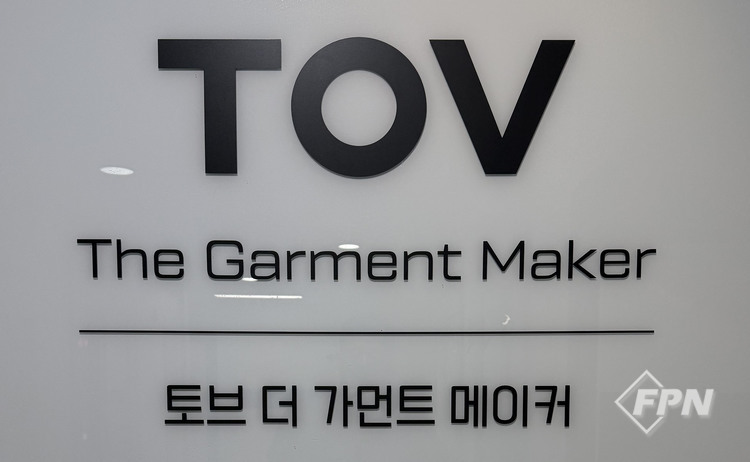 TOV
The Garment Maker
토브 더 가먼트 메이커
FPN